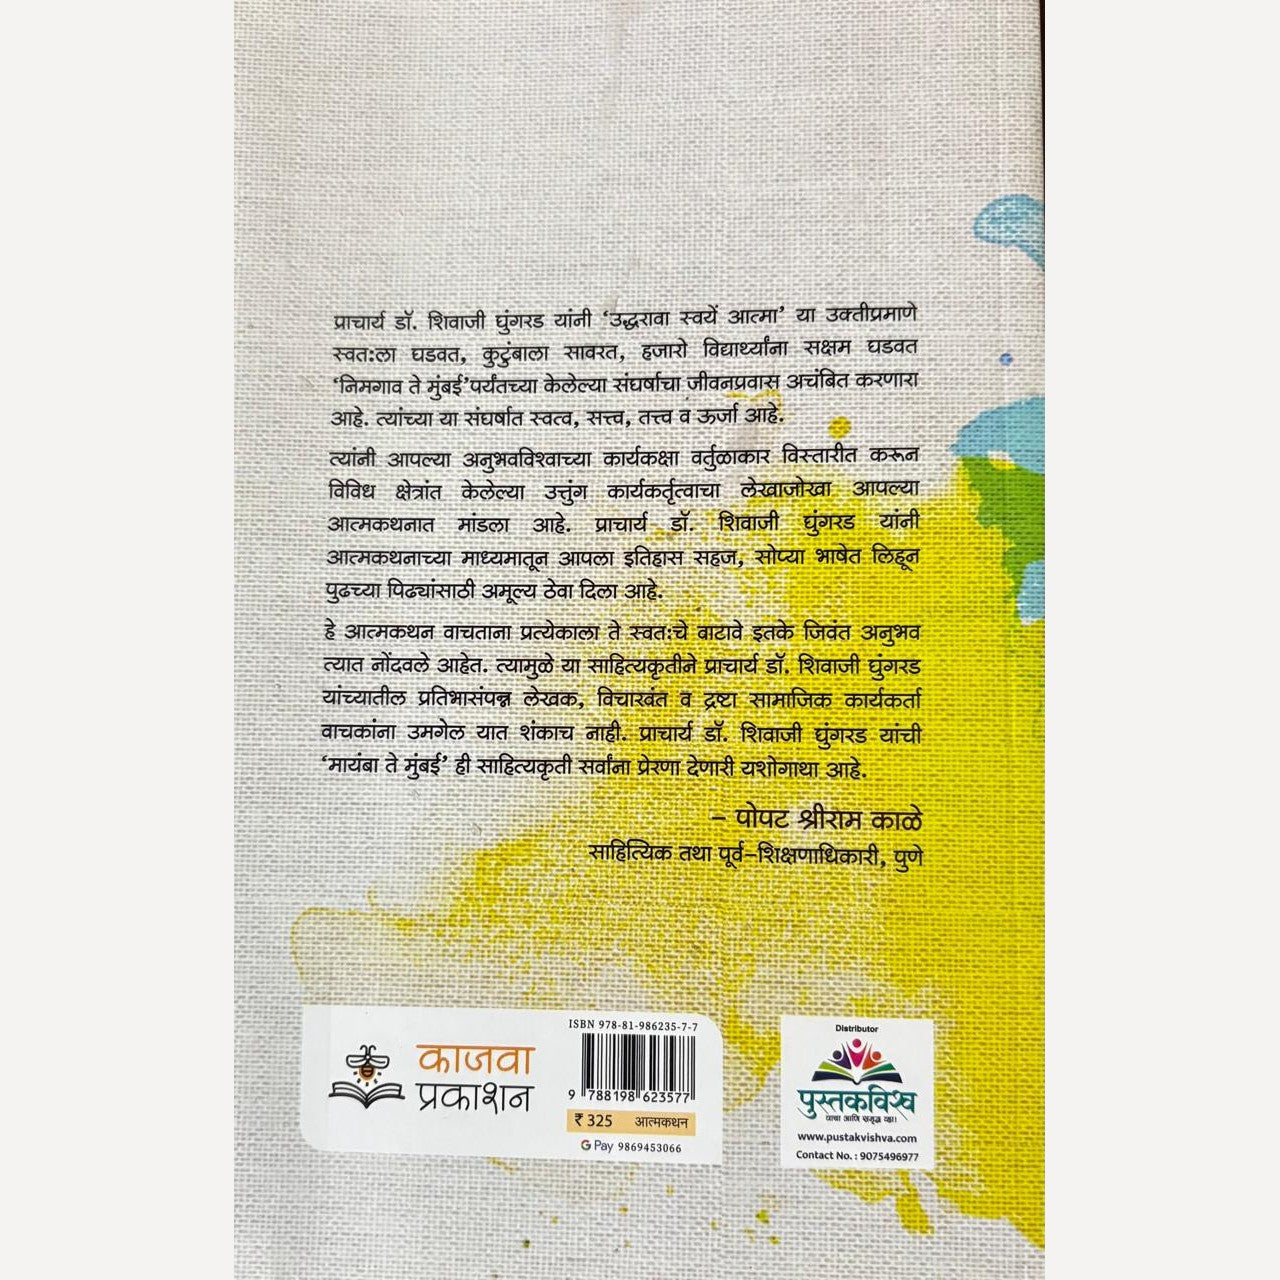 प्राचार्य डॉ. शिवाजी घुंगरड यांनी ‘उद्धरावा स्वयें आत्मा’ या उक्तीप्रमाणे
स्वतःला घडवत, कुटुंबाला सावरत, हजारो विद्यार्थ्यांना सक्षम घडवत
‘निमगाव ते मुंबई’पर्यंतच्या केलेल्या संघर्षाचा जीवनप्रवास अचंबित करणारा
आहे. त्यांच्या या संघर्षात स्वत्व, सत्त्व, तत्त्व व ऊर्जा आहे.
त्यांनी आपल्या अनुभवविश्वाच्या कार्यकक्षा वर्तुळाकार विस्तारीत करून
विविध क्षेत्रांत केलेल्या उत्तुंग कार्यकर्तृत्वाचा लेखाजोखा आपल्या
आत्मकथनात मांडला आहे. प्राचार्य डॉ. शिवाजी घुंगरड यांनी
आत्मकथनाच्या माध्यमातून आपला इतिहास सहज, सोप्या भाषेत लिहून
पुढच्या पिढ्यांसाठी अमूल्य ठेवा दिला आहे.
हे आत्मकथन वाचताना प्रत्येकाला ते स्वतःचे वाटावे इतके जिवंत अनुभव
त्यात नोंदवले आहेत. त्यामुळे या साहित्यकृतीने प्राचार्य डॉ. शिवाजी घुंगरड
यांच्यातील प्रतिभासंपन्न लेखक, विचारवंत व द्रष्टा सामाजिक कार्यकर्ता
वाचकांना उमगेल यात शंकाच नाही. प्राचार्य डॉ. शिवाजी घुंगरड यांची
‘मायंबा ते मुंबई’ ही साहित्यकृती सर्वांना प्रेरणा देणारी यशोगाथा आहे.
– पोपट श्रीराम काळे
साहित्यिक तथा पूर्व-शिक्षणाधिकारी, पुणे
काजवा
प्रकाशन
ISBN 978-81-986235-7-7
9 788198 623577
₹ 325 आत्मकथन
G Pay 9869453066
Distributor
पुस्तकविश्व
वाचा आणि समृद्ध व्हा।
www.pustakvishva.com
Contact No. : 9075496977